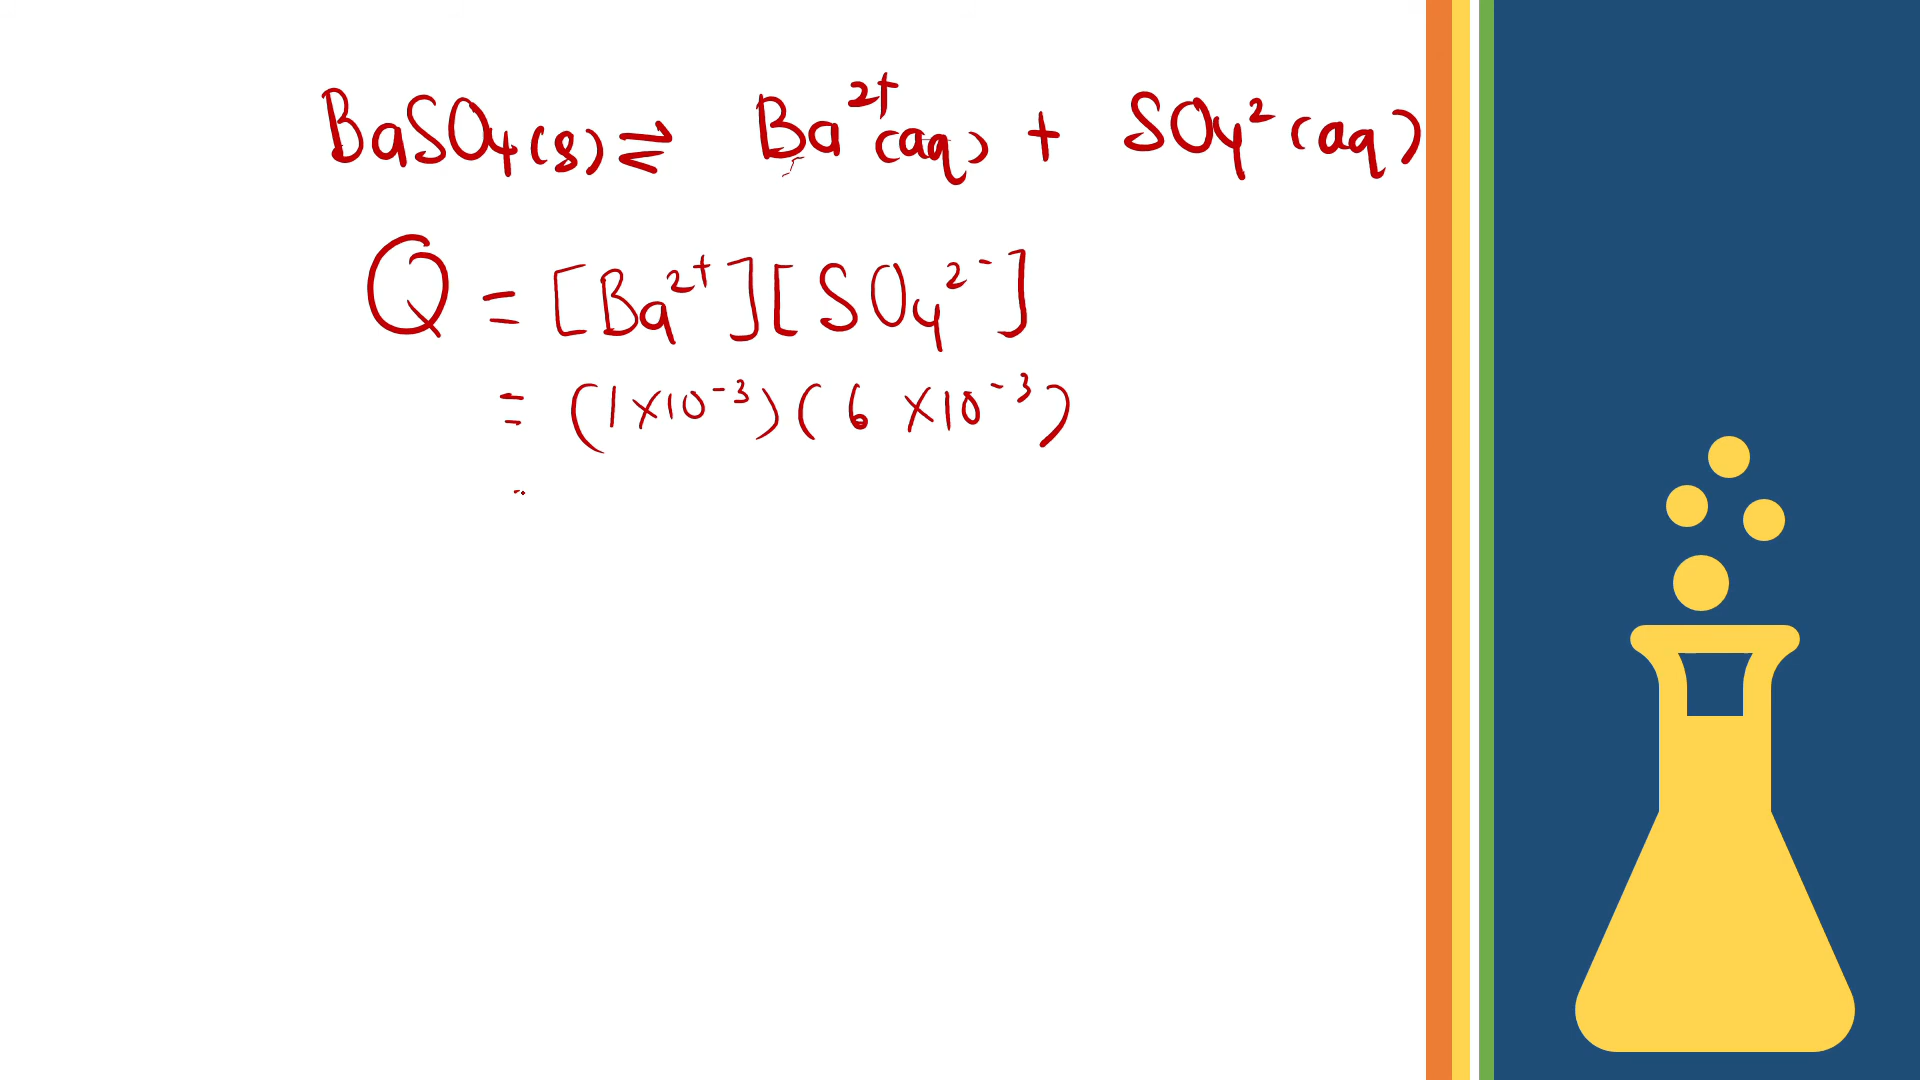 BaSO₄(s) ⇌ Ba²⁺(aq) + SO₄²(aq)
Q = [Ba²⁺][SO₄²⁻]
= (1×10⁻³)(6×10⁻³)